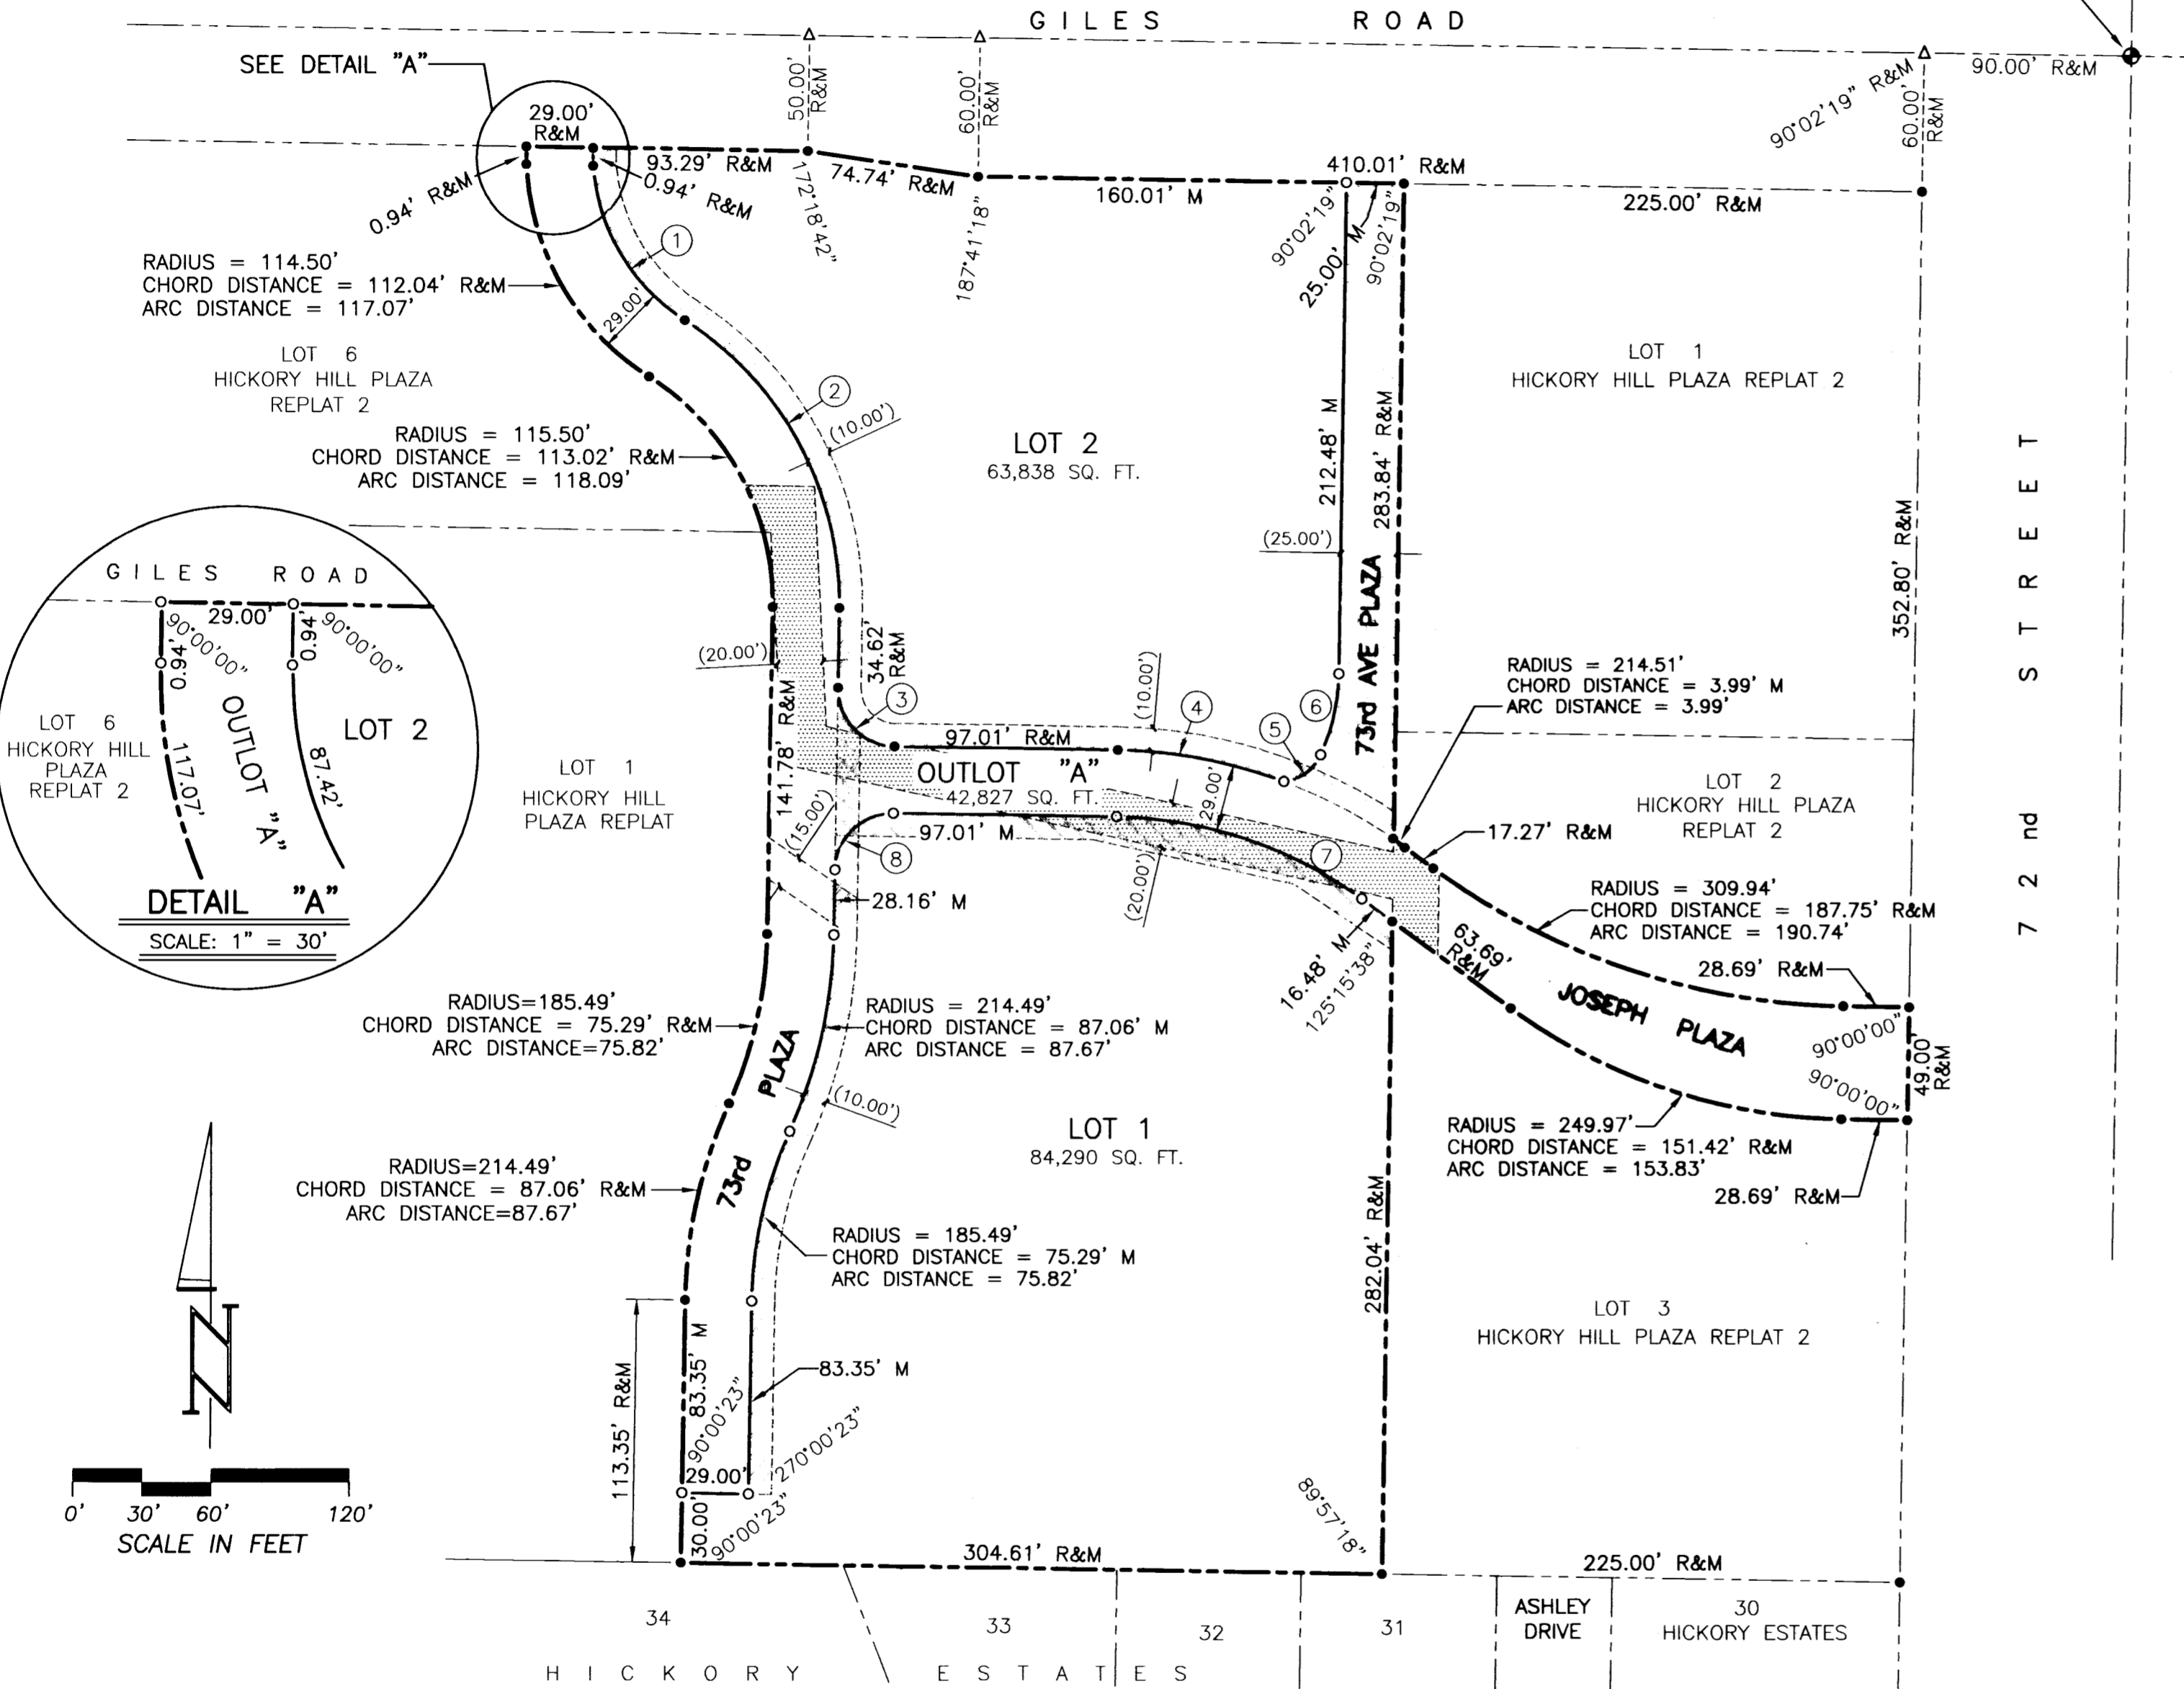 GILES ROAD
SEE DETAIL "A"
29.00'
R&M
50.00'
R&M
60.00'
R&M
90°02'19" R&M
60.00'
R&M
90.00' R&M
0.94' R&M
93.29' R&M
0.94' R&M
172°18'42"
74.74' R&M
187°41'18"
160.01' M
410.01' R&M
90°02'19"
25.00' M
90°02'19"
225.00' R&M
1
RADIUS = 114.50'
CHORD DISTANCE = 112.04' R&M
ARC DISTANCE = 117.07'
29.00'
LOT 6
HICKORY HILL PLAZA
REPLAT 2
2
(10.00')
RADIUS = 115.50'
CHORD DISTANCE = 113.02' R&M
ARC DISTANCE = 118.09'
LOT 2
63,838 SQ. FT.
212.48' M
283.84' R&M
(25.00')
73rd AVE PLAZA
LOT 1
HICKORY HILL PLAZA REPLAT 2
352.80' R&M
72nd STREET
GILES ROAD
29.00'
0.94'
90°00'00"
0.94'
90°00'00"
LOT 6
HICKORY HILL
PLAZA
REPLAT 2
117.07'
OUTLOT "A"
87.42'
LOT 2
DETAIL "A"
SCALE: 1" = 30'
(20.00')
141.78' R&M
34.62'
R&M
3
97.01' R&M
(10.00')
4
5
6
RADIUS = 214.51'
CHORD DISTANCE = 3.99' M
ARC DISTANCE = 3.99'
LOT 1
HICKORY HILL
PLAZA REPLAT
OUTLOT "A"
42,827 SQ. FT.
29.00'
(15.00')
97.01' M
8
28.16' M
(20.00')
7
LOT 2
HICKORY HILL PLAZA
REPLAT 2
17.27' R&M
RADIUS = 309.94'
CHORD DISTANCE = 187.75' R&M
ARC DISTANCE = 190.74'
16.48' M
125°15'38"
63.69'
R&M
28.69' R&M
JOSEPH PLAZA
90°00'00"
90°00'00"
49.00'
R&M
RADIUS=185.49'
CHORD DISTANCE = 75.29' R&M
ARC DISTANCE=75.82'
RADIUS = 214.49'
CHORD DISTANCE = 87.06' M
ARC DISTANCE = 87.67'
73rd PLAZA
(10.00')
LOT 1
84,290 SQ. FT.
RADIUS = 249.97'
CHORD DISTANCE = 151.42' R&M
ARC DISTANCE = 153.83'
28.69' R&M
RADIUS=214.49'
CHORD DISTANCE = 87.06' R&M
ARC DISTANCE=87.67'
RADIUS = 185.49'
CHORD DISTANCE = 75.29' M
ARC DISTANCE = 75.82'
282.04' R&M
LOT 3
HICKORY HILL PLAZA REPLAT 2
N
113.35' R&M
83.35' M
90°00'23"
83.35' M
270°00'23"
29.00'
30.00'
90°00'23"
89°57'18"
0' 30' 60' 120'
SCALE IN FEET
304.61' R&M
225.00' R&M
34
33
32
31
ASHLEY
DRIVE
30
HICKORY ESTATES
HICKORY ESTATES